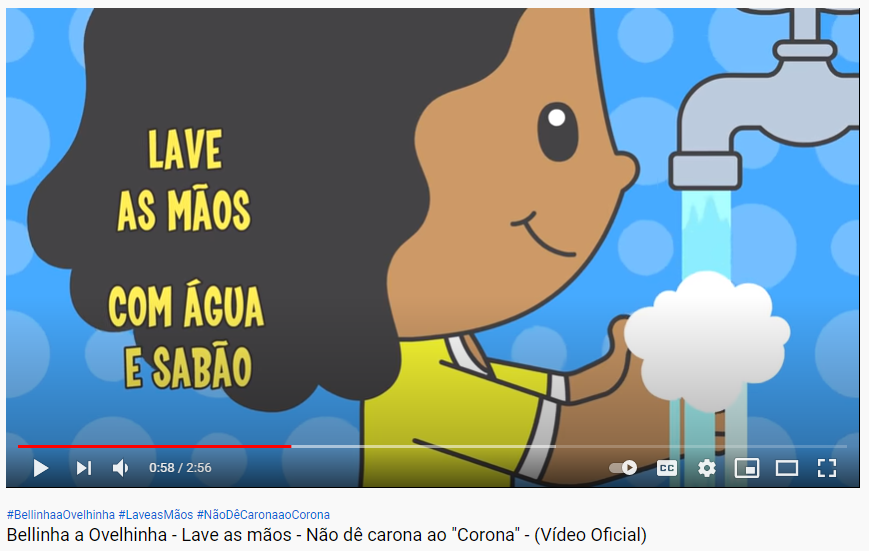 LAVE
AS MÃOS
COM ÁGUA
E SABÃO
0:58 / 2:56
CC
#BellinhaaOvelhinha #LaveasMãos #NãoDêCaronaaoCorona
Bellinha a Ovelhinha - Lave as mãos - Não dê carona ao "Corona" - (Vídeo Oficial)